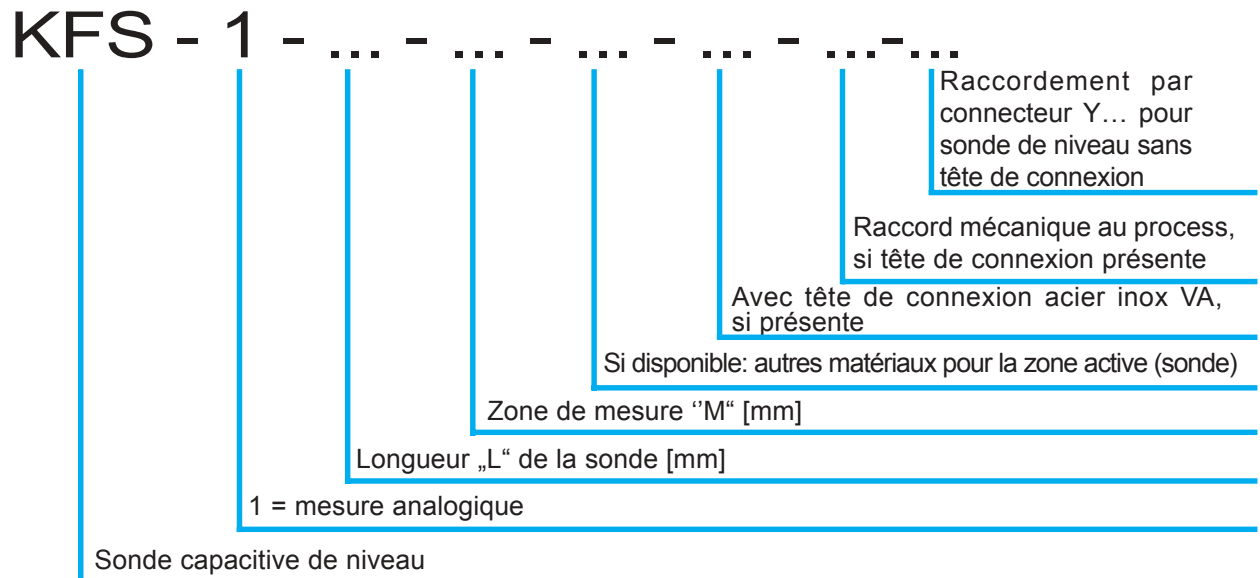 KFS - 1 - ... - ... - ... - ... - ...-...
Raccordement par
connecteur Y... pour
sonde de niveau sans
tête de connexion
Raccord mécanique au process,
si tête de connexion présente
Avec tête de connexion acier inox VA,
si présente
Si disponible: autres matériaux pour la zone active (sonde)
Zone de mesure ‘’M“ [mm]
Longueur „L“ de la sonde [mm]
1 = mesure analogique
Sonde capacitive de niveau